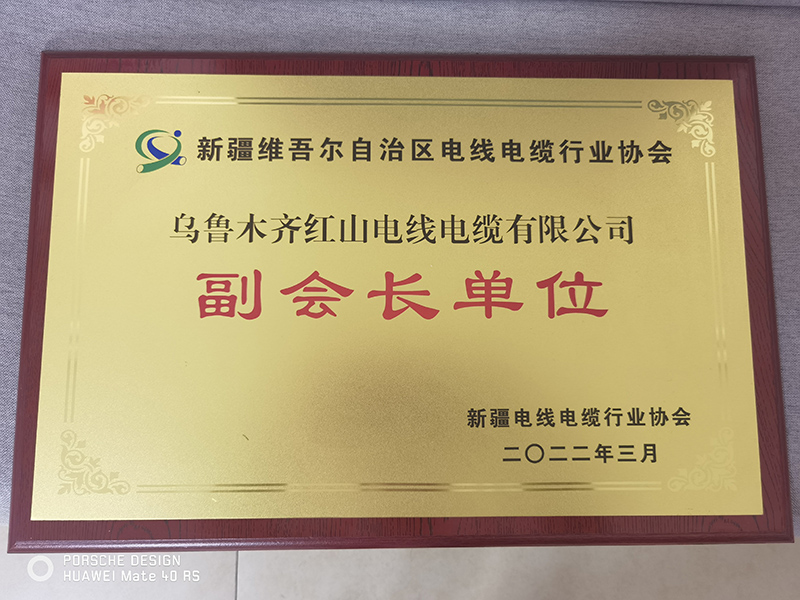 新疆维吾尔自治区电线电缆行业协会
乌鲁木齐红山电线电缆有限公司
副会长单位
新疆电线电缆行业协会
二〇二二年三月
PORSCHE DESIGN
HUAWEI Mate 40 RS